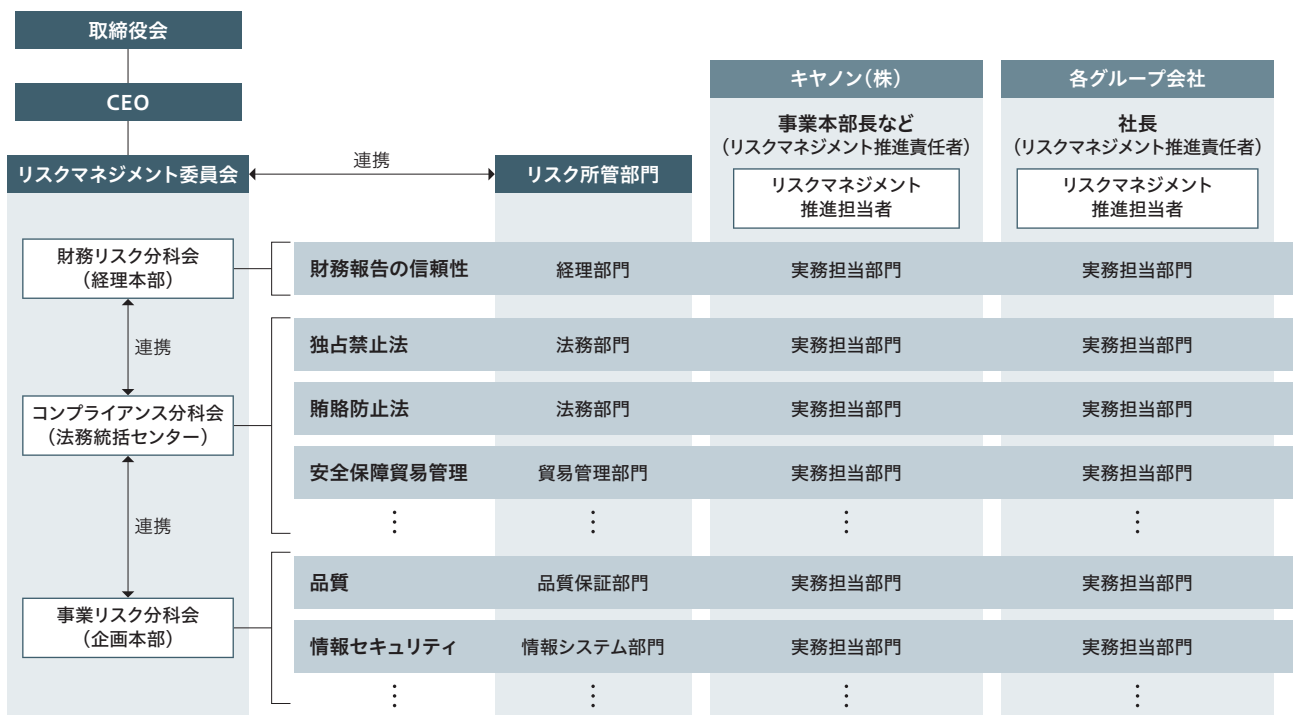 取締役会
CEO
リスクマネジメント委員会
連携
リスク所管部門
キヤノン(株)
事業本部長など
(リスクマネジメント推進責任者)
リスクマネジメント
推進担当者
各グループ会社
社長
(リスクマネジメント推進責任者)
リスクマネジメント
推進担当者
財務リスク分科会
(経理本部)
財務報告の信頼性
経理部門
実務担当部門
実務担当部門
連携
独占禁止法
法務部門
実務担当部門
実務担当部門
コンプライアンス分科会
(法務統括センター)
賄賂防止法
法務部門
実務担当部門
実務担当部門
安全保障貿易管理
貿易管理部門
実務担当部門
実務担当部門
⋮
⋮
⋮
⋮
連携
事業リスク分科会
(企画本部)
品質
品質保証部門
実務担当部門
実務担当部門
情報セキュリティ
情報システム部門
実務担当部門
実務担当部門
⋮
⋮
⋮
⋮